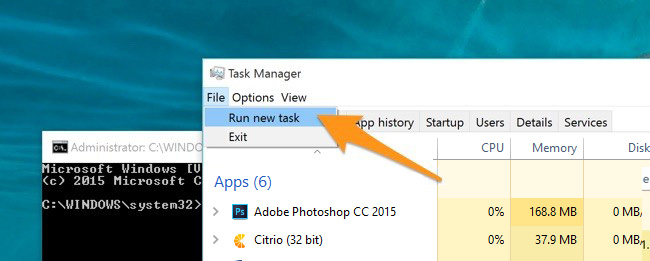 Task Manager
File Options View
Run new task
Exit
App history Startup Users Details Services
Administrator: C:\WINDO
CPU Memory Disk
Microsoft Windows [V
(c) 2015 Microsoft C
C:\WINDOWS\system32>
Apps (6)
Adobe Photoshop CC 2015 0% 168.8 MB 0 MB/
Citrio (32 bit) 0% 37.9 MB 0 MB/